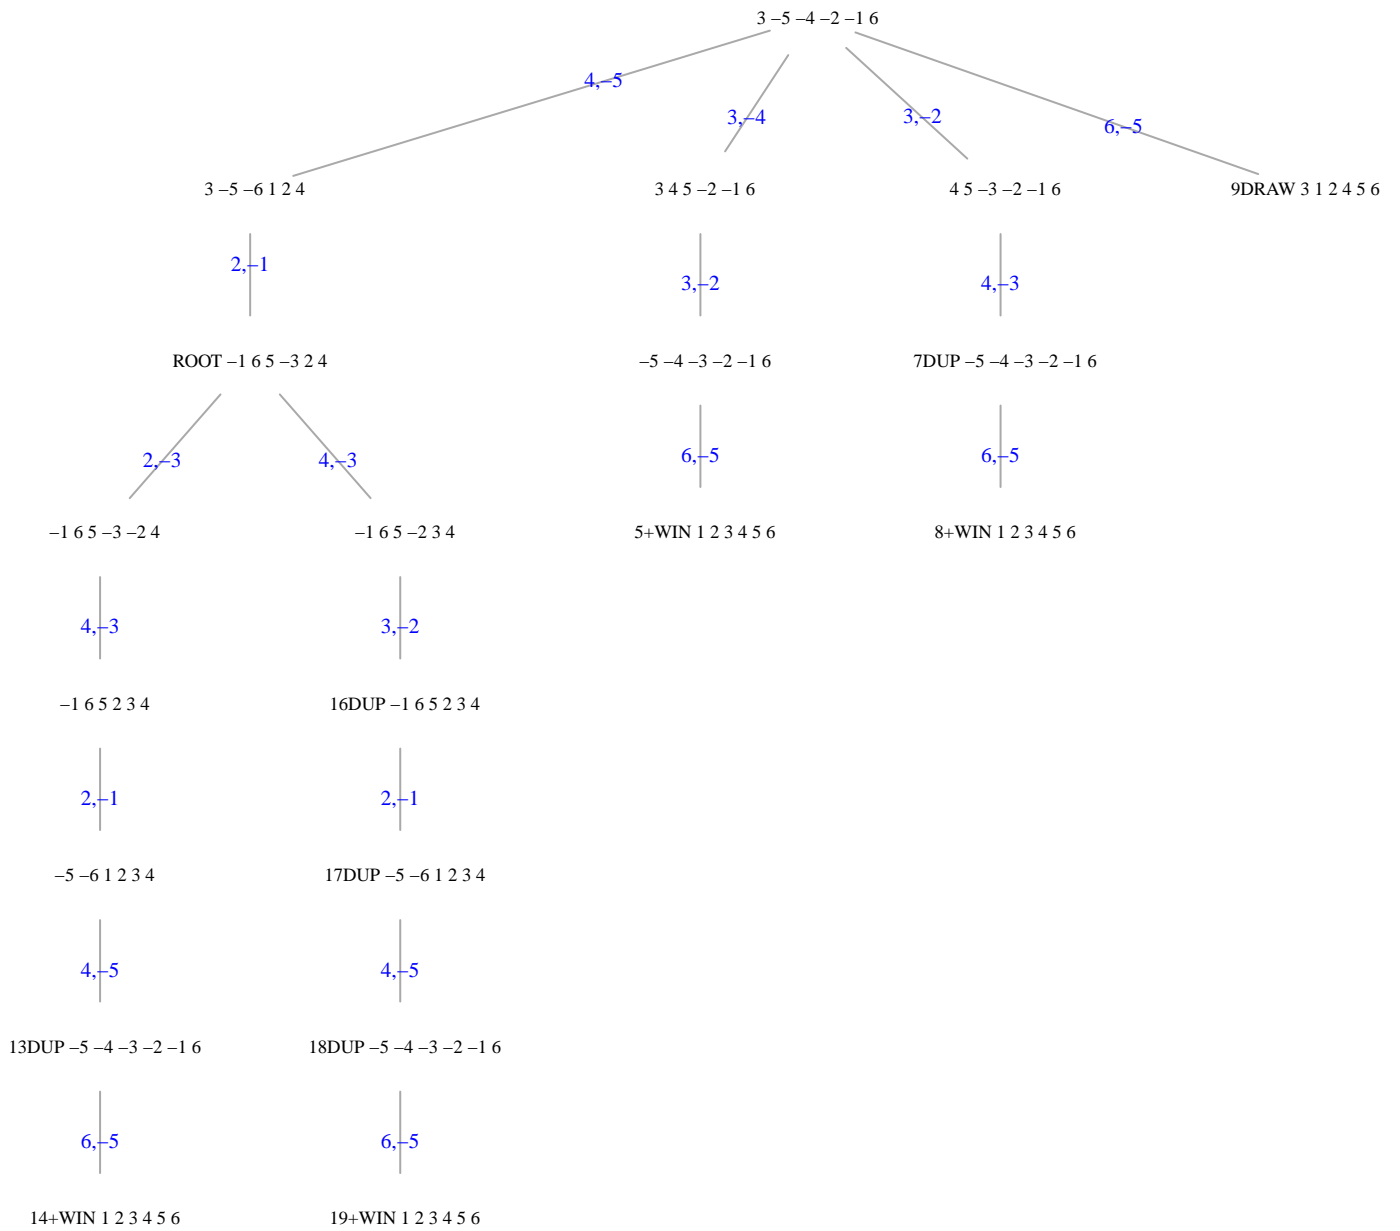 3 –5 –4 –2 –1 6
4,–5
3,–4
3,–2
6,–5
3 –5 –6 1 2 4
3 4 5 –2 –1 6
4 5 –3 –2 –1 6
9DRAW 3 1 2 4 5 6
2,–1
3,–2
4,–3
ROOT –1 6 5 –3 2 4
–5 –4 –3 –2 –1 6
7DUP –5 –4 –3 –2 –1 6
2,–3
4,–3
6,–5
6,–5
–1 6 5 –3 –2 4
–1 6 5 –2 3 4
5+WIN 1 2 3 4 5 6
8+WIN 1 2 3 4 5 6
4,–3
3,–2
–1 6 5 2 3 4
16DUP –1 6 5 2 3 4
2,–1
2,–1
–5 –6 1 2 3 4
17DUP –5 –6 1 2 3 4
4,–5
4,–5
13DUP –5 –4 –3 –2 –1 6
18DUP –5 –4 –3 –2 –1 6
6,–5
6,–5
14+WIN 1 2 3 4 5 6
19+WIN 1 2 3 4 5 6